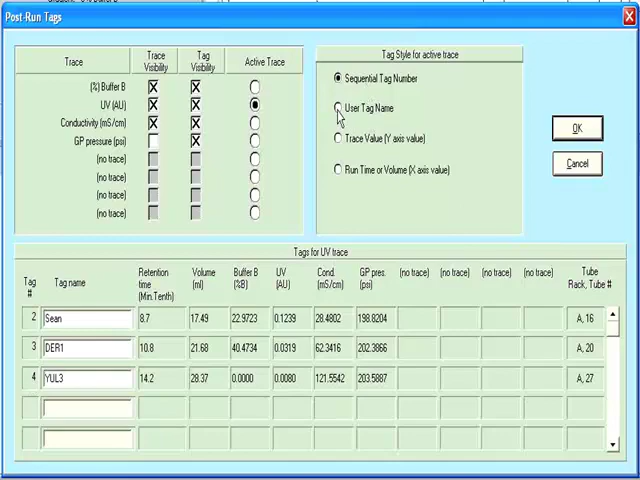 Post-Run Tags
Trace
Trace Visibility
Tag Visibility
Active Trace
(%) Buffer B
UV (AU)
Conductivity (mS/cm)
GP pressure (psi)
(no trace)
(no trace)
(no trace)
(no trace)
Tag Style for active trace
Sequential Tag Number
User Tag Name
Trace Value (Y axis value)
Run Time or Volume (X axis value)
OK
Cancel
Tags for UV trace
Tag #
Tag name
Retention time (Min.Tenth)
Volume (ml)
Buffer B (%B)
UV (AU)
Cond. (mS/cm)
GP pres. (psi)
(no trace)
(no trace)
(no trace)
(no trace)
Tube Rack, Tube #
2 Sean 8.7 17.49 22.9723 0.1239 28.4802 198.8204 A, 16
3 DER1 10.8 21.68 40.4734 0.0319 62.3416 202.3866 A, 20
4 YUL3 14.2 28.37 0.0000 0.0080 121.5542 203.5887 A, 27